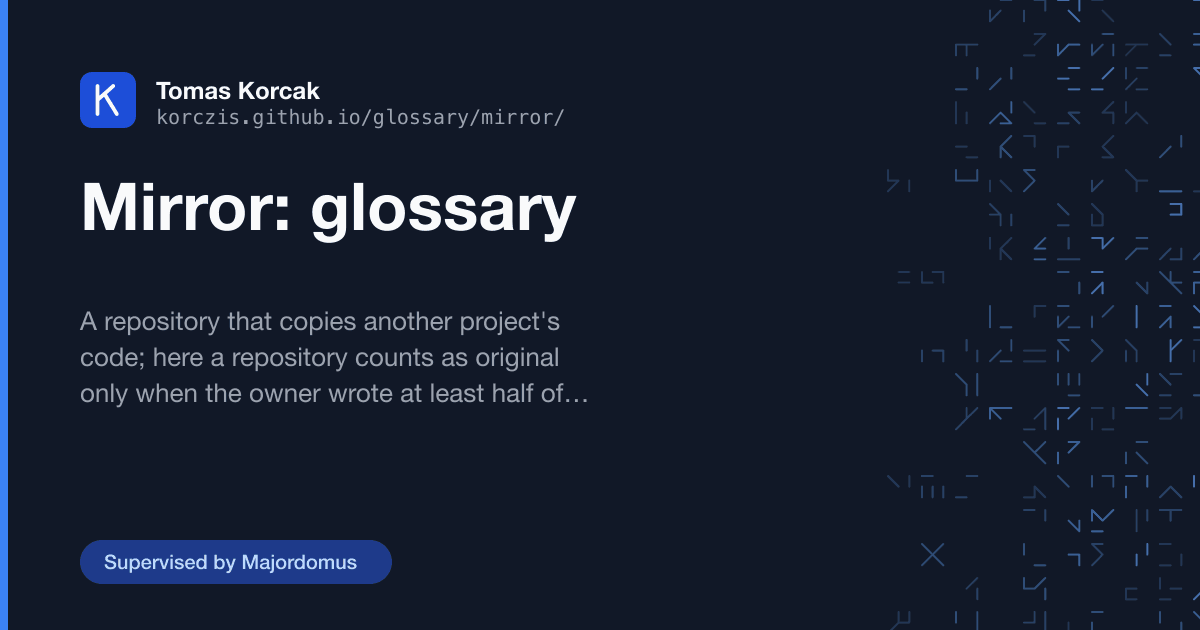 K
Tomas Korcak
korczis.github.io/glossary/mirror/
Mirror: glossary
A repository that copies another project's
code; here a repository counts as original
only when the owner wrote at least half of…
Supervised by Majordomus